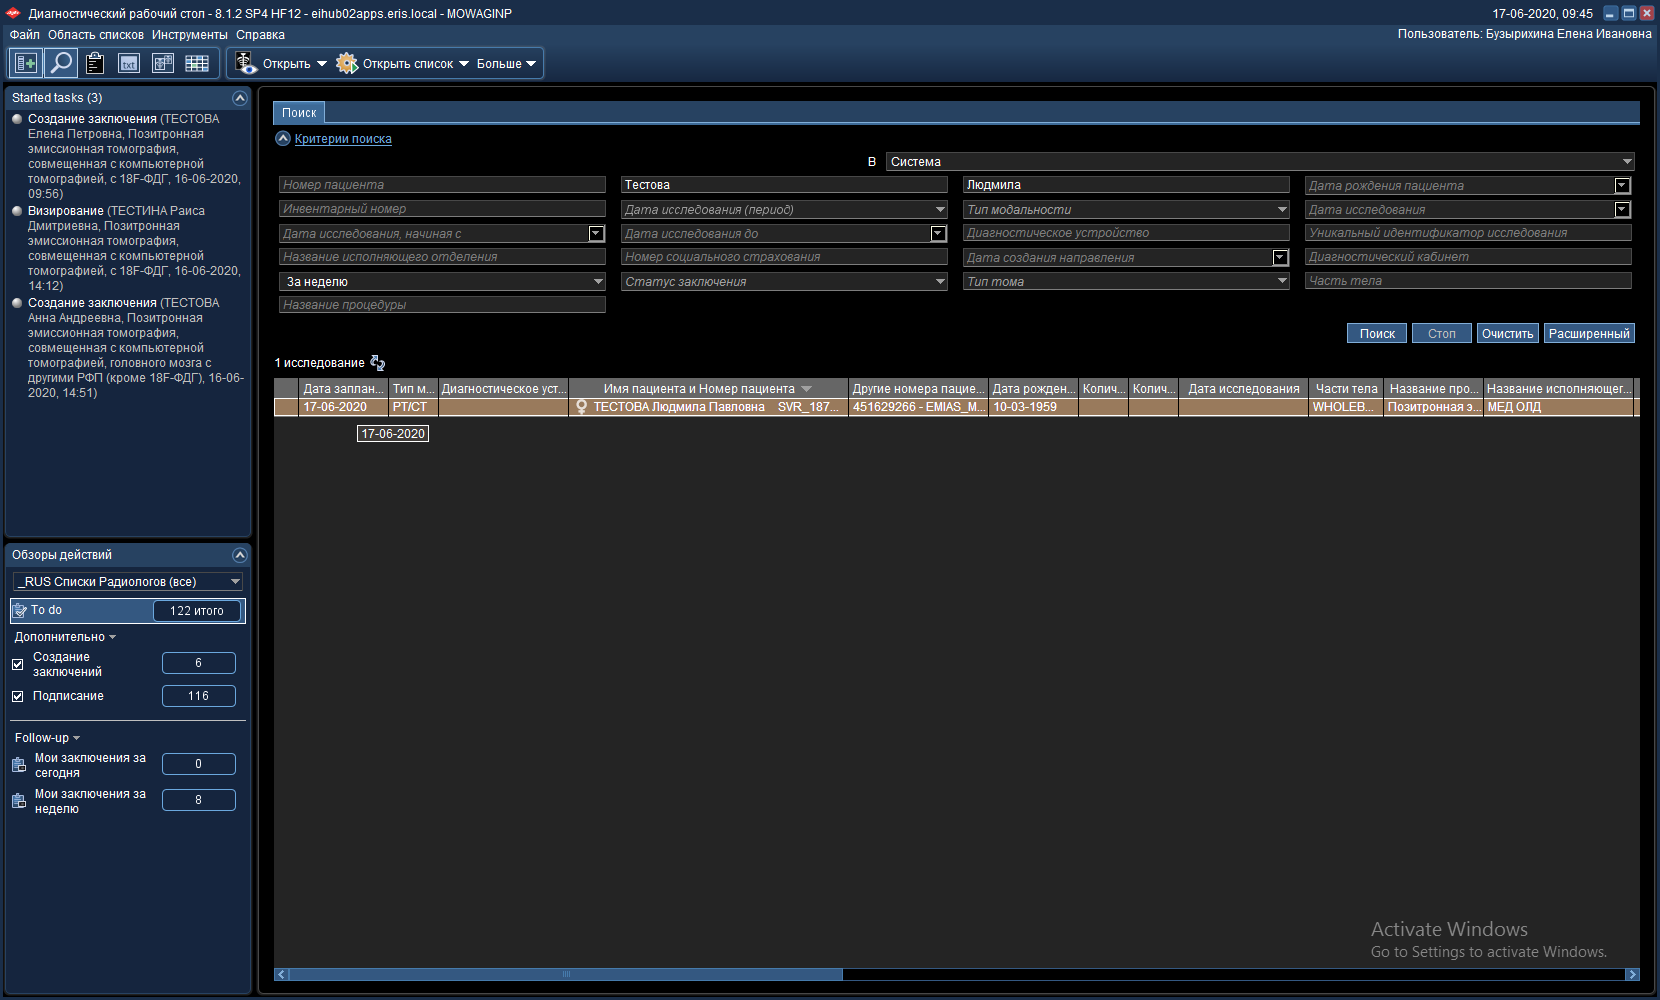 Диагностический рабочий стол - 8.1.2 SP4 HF12 - eihub02apps.eris.local - MOWAGINP
17-06-2020, 09:45
Файл Область списков Инструменты Справка
Пользователь: Бузырихина Елена Ивановна
txt
Открыть Открыть список Больше
Started tasks (3)
Создание заключения (ТЕСТОВА
Елена Петровна, Позитронная
эмиссионная томография,
совмещенная с компьютерной
томографией, с 18F-ФДГ, 16-06-2020,
09:56)
Визирование (ТЕСТИНА Раиса
Дмитриевна, Позитронная
эмиссионная томография,
совмещенная с компьютерной
томографией, с 18F-ФДГ, 16-06-2020,
14:12)
Создание заключения (ТЕСТОВА
Анна Андреевна, Позитронная
эмиссионная томография,
совмещенная с компьютерной
томографией, головного мозга с
другими РФП (кроме 18F-ФДГ), 16-06-
2020, 14:51)
Обзоры действий
_RUS Списки Радиологов (все)
To do 122 итого
Дополнительно
Создание
заключений
6
Подписание 116
Follow-up
Мои заключения за
сегодня
0
Мои заключения за
неделю
8
Поиск
Критерии поиска
В Система
Номер пациента Тестова Людмила Дата рождения пациента
Инвентарный номер Дата исследования (период) Тип модальности Дата исследования
Дата исследования, начиная с Дата исследования до Диагностическое устройство Уникальный идентификатор исследования
Название исполняющего отделения Номер социального страхования Дата создания направления Диагностический кабинет
За неделю Статус заключения Тип тома Часть тела
Название процедуры
Поиск Стоп Очистить Расширенный
1 исследование
Дата заплан... Тип м... Диагностическое уст... Имя пациента и Номер пациента Другие номера пацие... Дата рожден... Колич... Колич... Дата исследования Части тела Название про... Название исполняющег...
17-06-2020 PT/CT ТЕСТОВА Людмила Павловна SVR_187... 451629266 - EMIAS_M... 10-03-1959 WHOLEB... Позитронная э... МЕД ОЛД
17-06-2020
Activate Windows
Go to Settings to activate Windows.